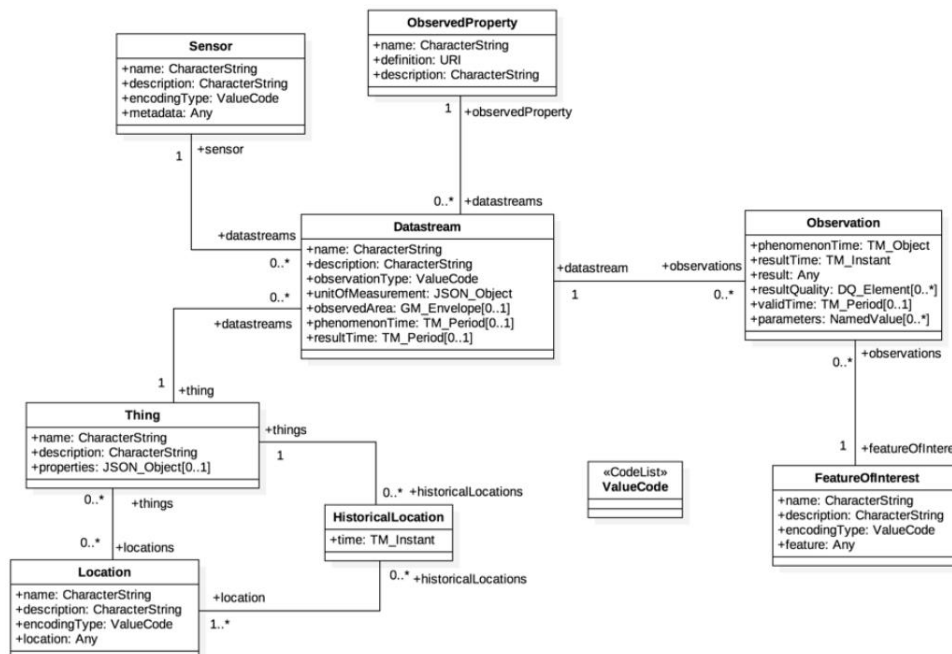 ObservedProperty
+name: CharacterString
+definition: URI
+description: CharacterString
Sensor
+name: CharacterString
+description: CharacterString
+encodingType: ValueCode
+metadata: Any
1
+observedProperty
1
+sensor
0..*
+datastreams
+datastreams
0..*
Datastream
+name: CharacterString
+description: CharacterString
+observationType: ValueCode
+unitOfMeasurement: JSON_Object
+observedArea: GM_Envelope[0..1]
+phenomenonTime: TM_Period[0..1]
+resultTime: TM_Period[0..1]
+datastream
1
+observations
0..*
Observation
+phenomenonTime: TM_Object
+resultTime: TM_Instant
+result: Any
+resultQuality: DQ_Element[0..*]
+validTime: TM_Period[0..1]
+parameters: NamedValue[0..*]
0..*
+datastreams
+observations
0..*
1
+thing
Thing
+name: CharacterString
+description: CharacterString
+properties: JSON_Object[0..1]
+things
1
1
+featureOfInteres
«CodeList»
ValueCode
FeatureOfInterest
+name: CharacterString
+description: CharacterString
+encodingType: ValueCode
+feature: Any
0..*
+things
0..*
+historicalLocations
HistoricalLocation
+time: TM_Instant
0..*
+locations
0..*
+historicalLocations
Location
+name: CharacterString
+description: CharacterString
+encodingType: ValueCode
+location: Any
+location
1..*